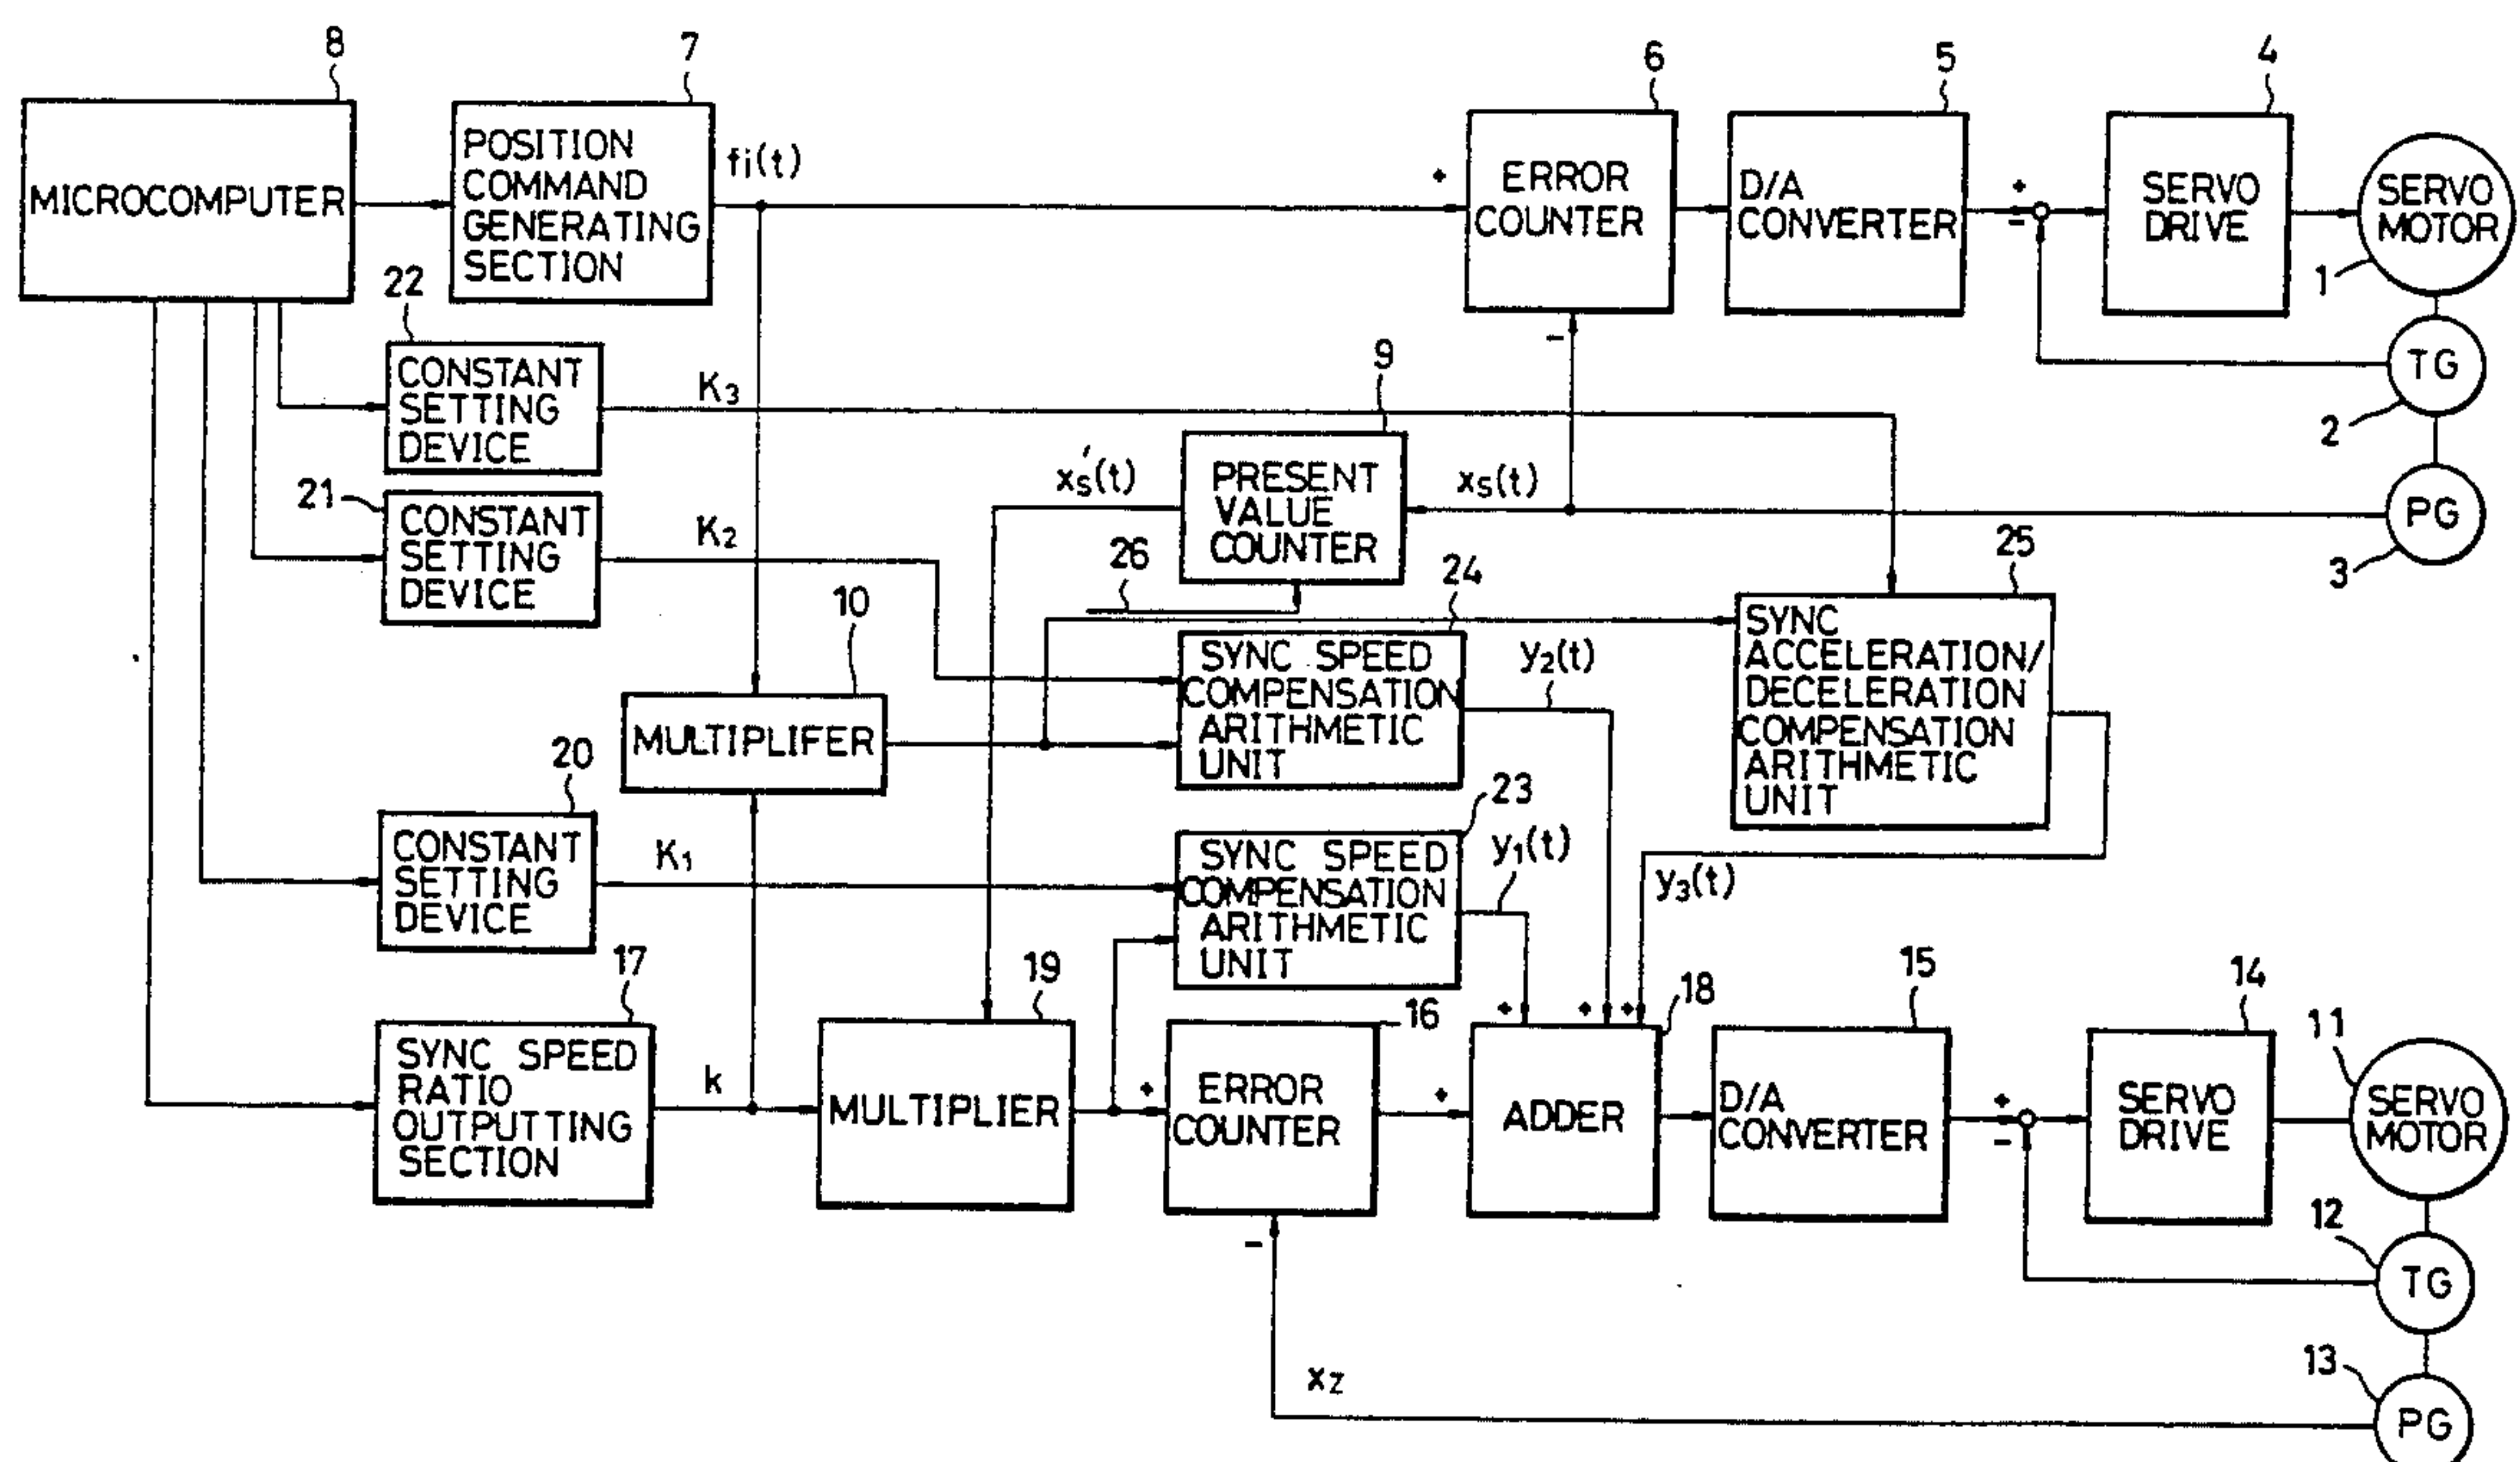 8
7
6
5
4
MICROCOMPUTER
POSITION
COMMAND
GENERATING
SECTION
fi(t)
+
ERROR
COUNTER
D/A
CONVERTER
+
-
SERVO
DRIVE
SERVO
MOTOR
1
22
CONSTANT
SETTING
DEVICE
K3
-
9
TG
2
21
CONSTANT
SETTING
DEVICE
K2
xs'(t)
PRESENT
VALUE
COUNTER
xs(t)
PG
3
26
24
25
10
MULTIPLIFER
SYNC SPEED
COMPENSATION
ARITHMETIC
UNIT
y2(t)
SYNC
ACCELERATION/
DECELERATION
COMPENSATION
ARITHMETIC
UNIT
20
CONSTANT
SETTING
DEVICE
K1
23
SYNC SPEED
COMPENSATION
ARITHMETIC
UNIT
y1(t)
y3(t)
17
SYNC SPEED
RATIO
OUTPUTTING
SECTION
k
19
MULTIPLIER
16
+
ERROR
COUNTER
-
+
+
+
+
18
ADDER
15
D/A
CONVERTER
+
-
14
SERVO
DRIVE
11
SERVO
MOTOR
12
TG
13
PG
xz